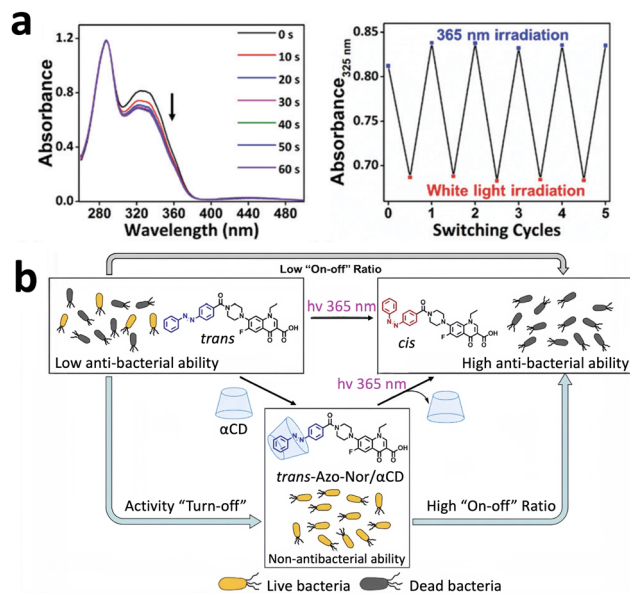 a
1.2
0.8
0.4
0.0
Absorbance
280 320 360 400 440 480
Wavelength (nm)
0 s
10 s
20 s
30 s
40 s
50 s
60 s
0.85
0.80
0.75
0.70
Absorbance325 nm
365 nm irradiation
White light irradiation
0 1 2 3 4 5
Switching Cycles
b
Low "On-off" Ratio
trans
Low anti-bacterial ability
hv 365 nm
cis
High anti-bacterial ability
αCD
hv 365 nm
trans-Azo-Nor/αCD
Non-antibacterial ability
Activity "Turn-off"
High "On-off" Ratio
Live bacteria
Dead bacteria